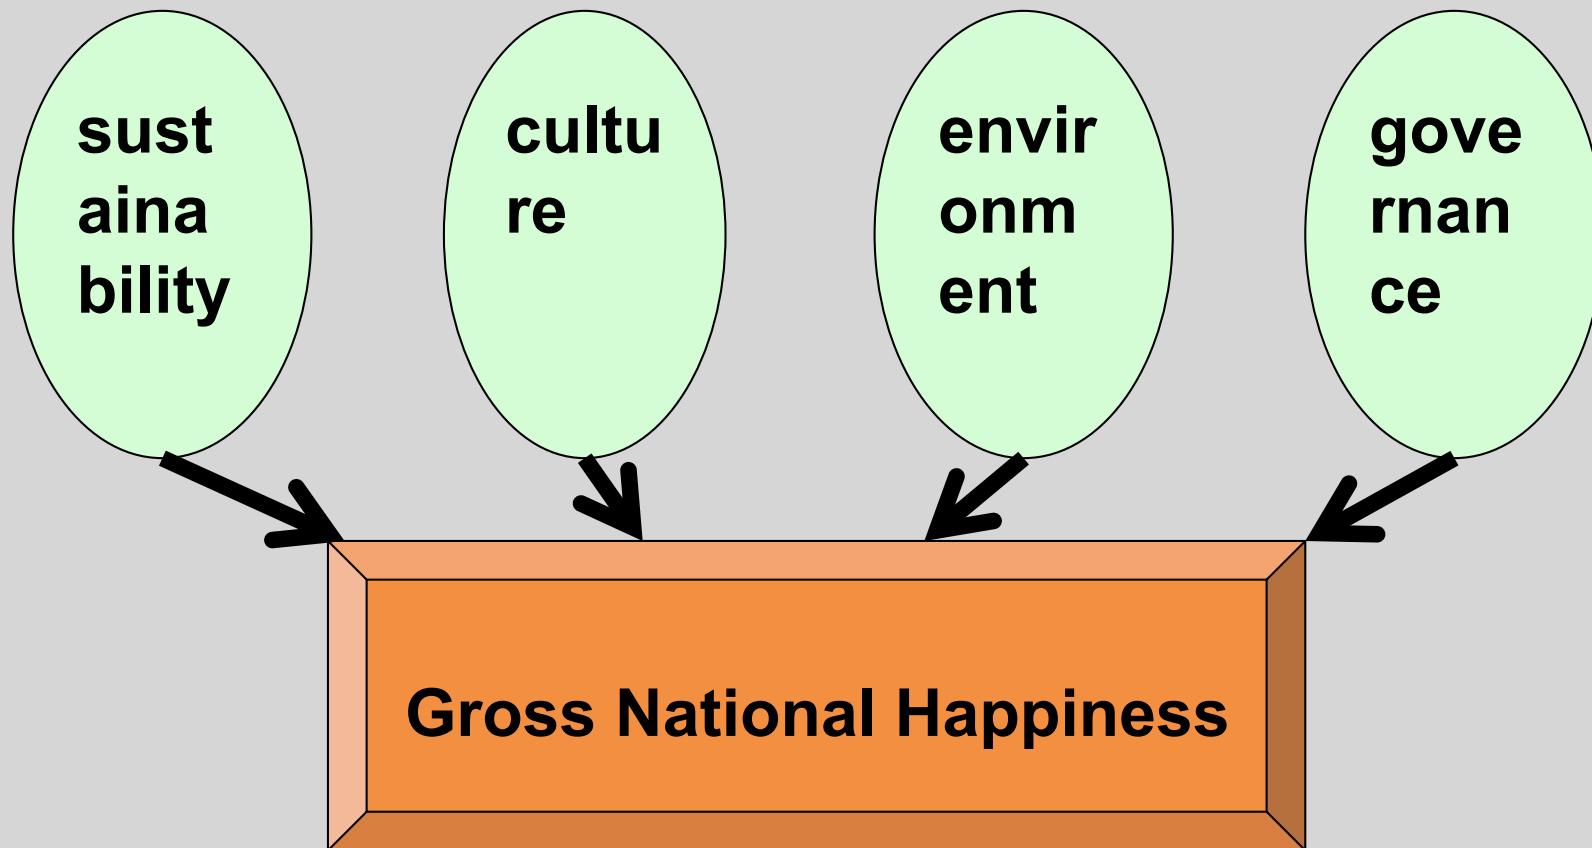 sust
aina
bility
cultu
re
envir
onm
ent
gove
rnan
ce
Gross National Happiness